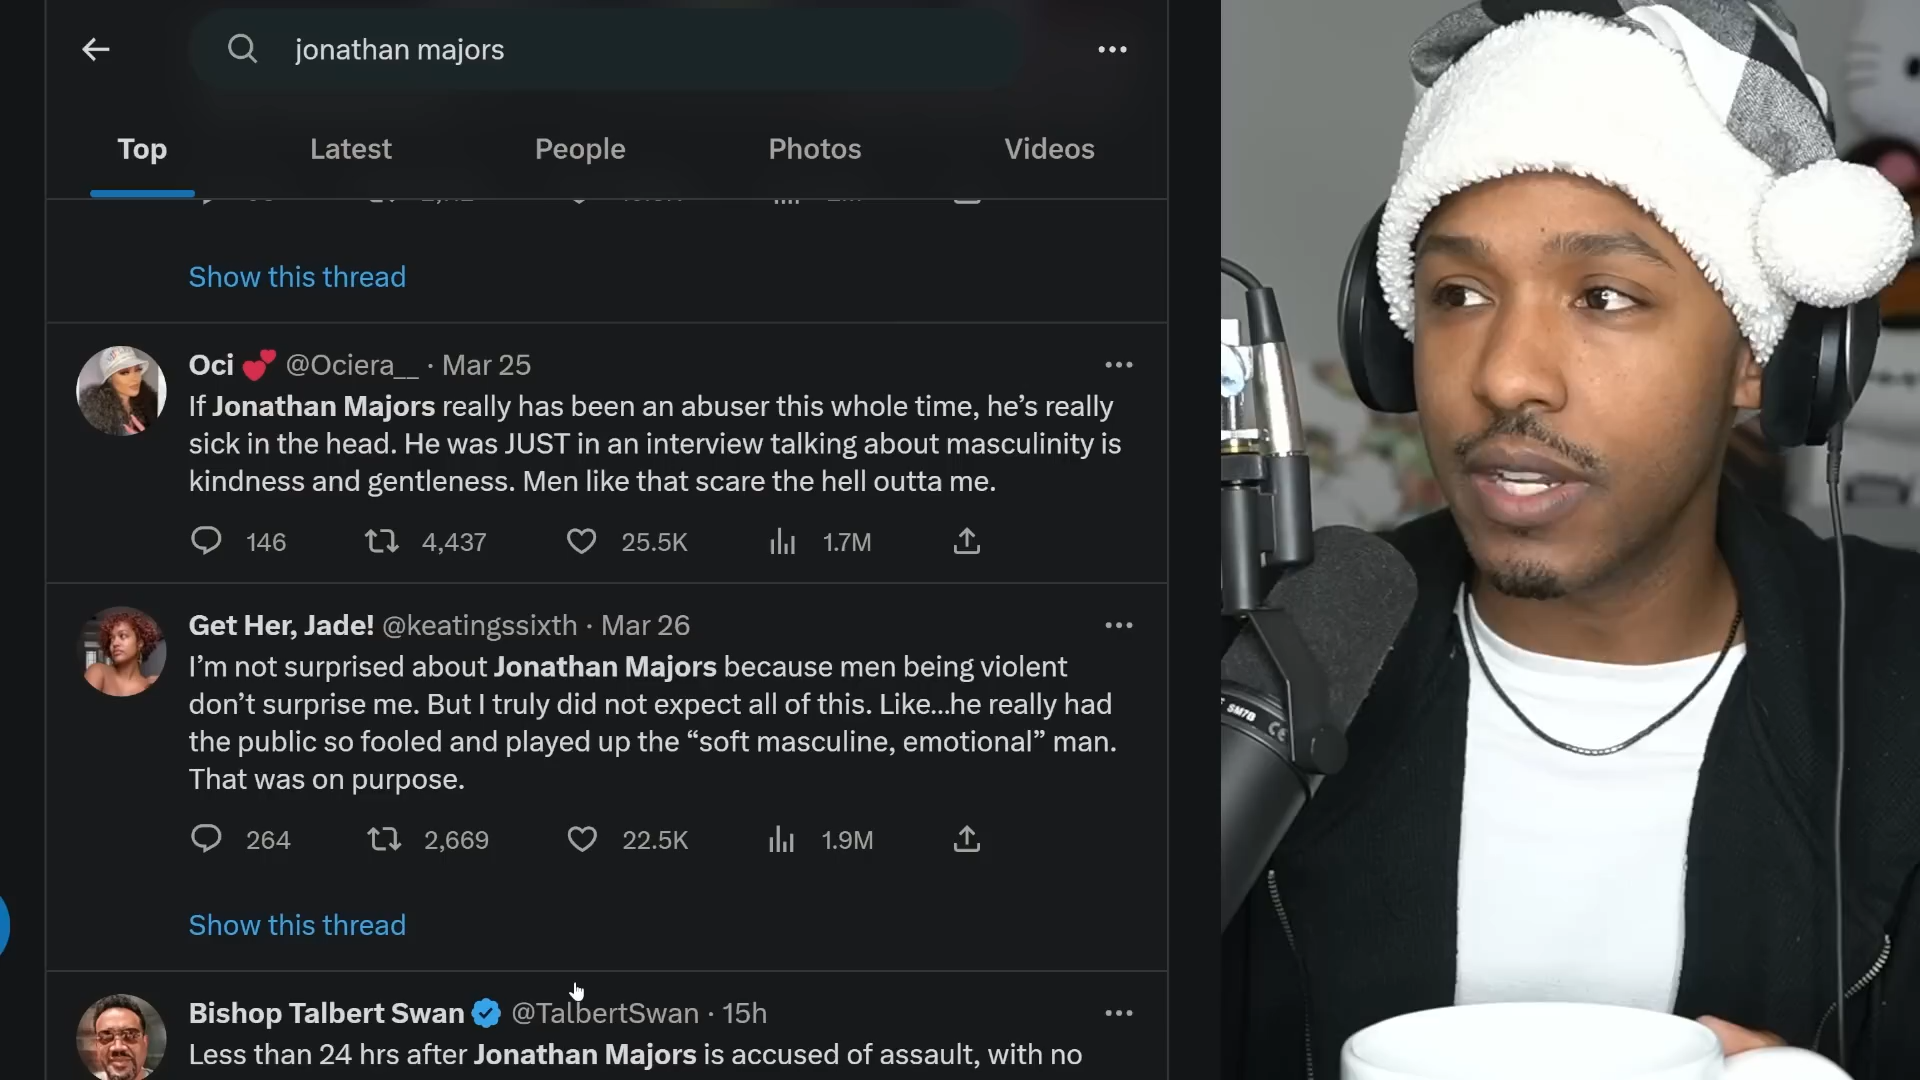 jonathan majors
Top Latest People Photos Videos
Show this thread
Oci 💕 @Ociera__ · Mar 25
If Jonathan Majors really has been an abuser this whole time, he’s really
sick in the head. He was JUST in an interview talking about masculinity is
kindness and gentleness. Men like that scare the hell outta me.
146 4,437 25.5K 1.7M
Get Her, Jade! @keatingssixth · Mar 26
I’m not surprised about Jonathan Majors because men being violent
don’t surprise me. But I truly did not expect all of this. Like...he really had
the public so fooled and played up the “soft masculine, emotional” man.
That was on purpose.
264 2,669 22.5K 1.9M
Show this thread
Bishop Talbert Swan @TalbertSwan · 15h
Less than 24 hrs after Jonathan Majors is accused of assault, with no
SM7B
CE